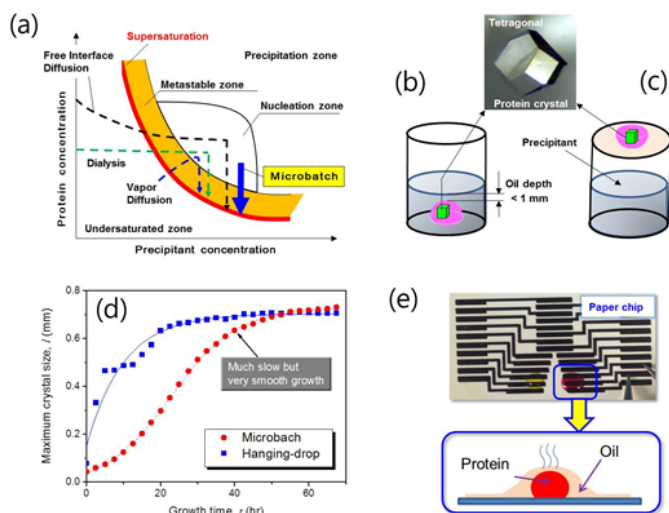 (a)
Supersaturation
Free Interface
Diffusion
Precipitation zone
Metastable zone
Nucleation zone
Dialysis
Microbatch
Vapor
Diffusion
Undersaturated zone
Protein concentration
Precipitant concentration
Tetragonal
Protein crystal
(b)
(c)
Precipitant
Oil depth
< 1 mm
(d)
0.8
0.6
0.4
0.2
0.0
0
20
40
60
Maximum crystal size, l (mm)
Much slow but
very smooth growth
Microbach
Hanging-drop
Growth time, t (hr)
(e)
Paper chip
Protein
Oil